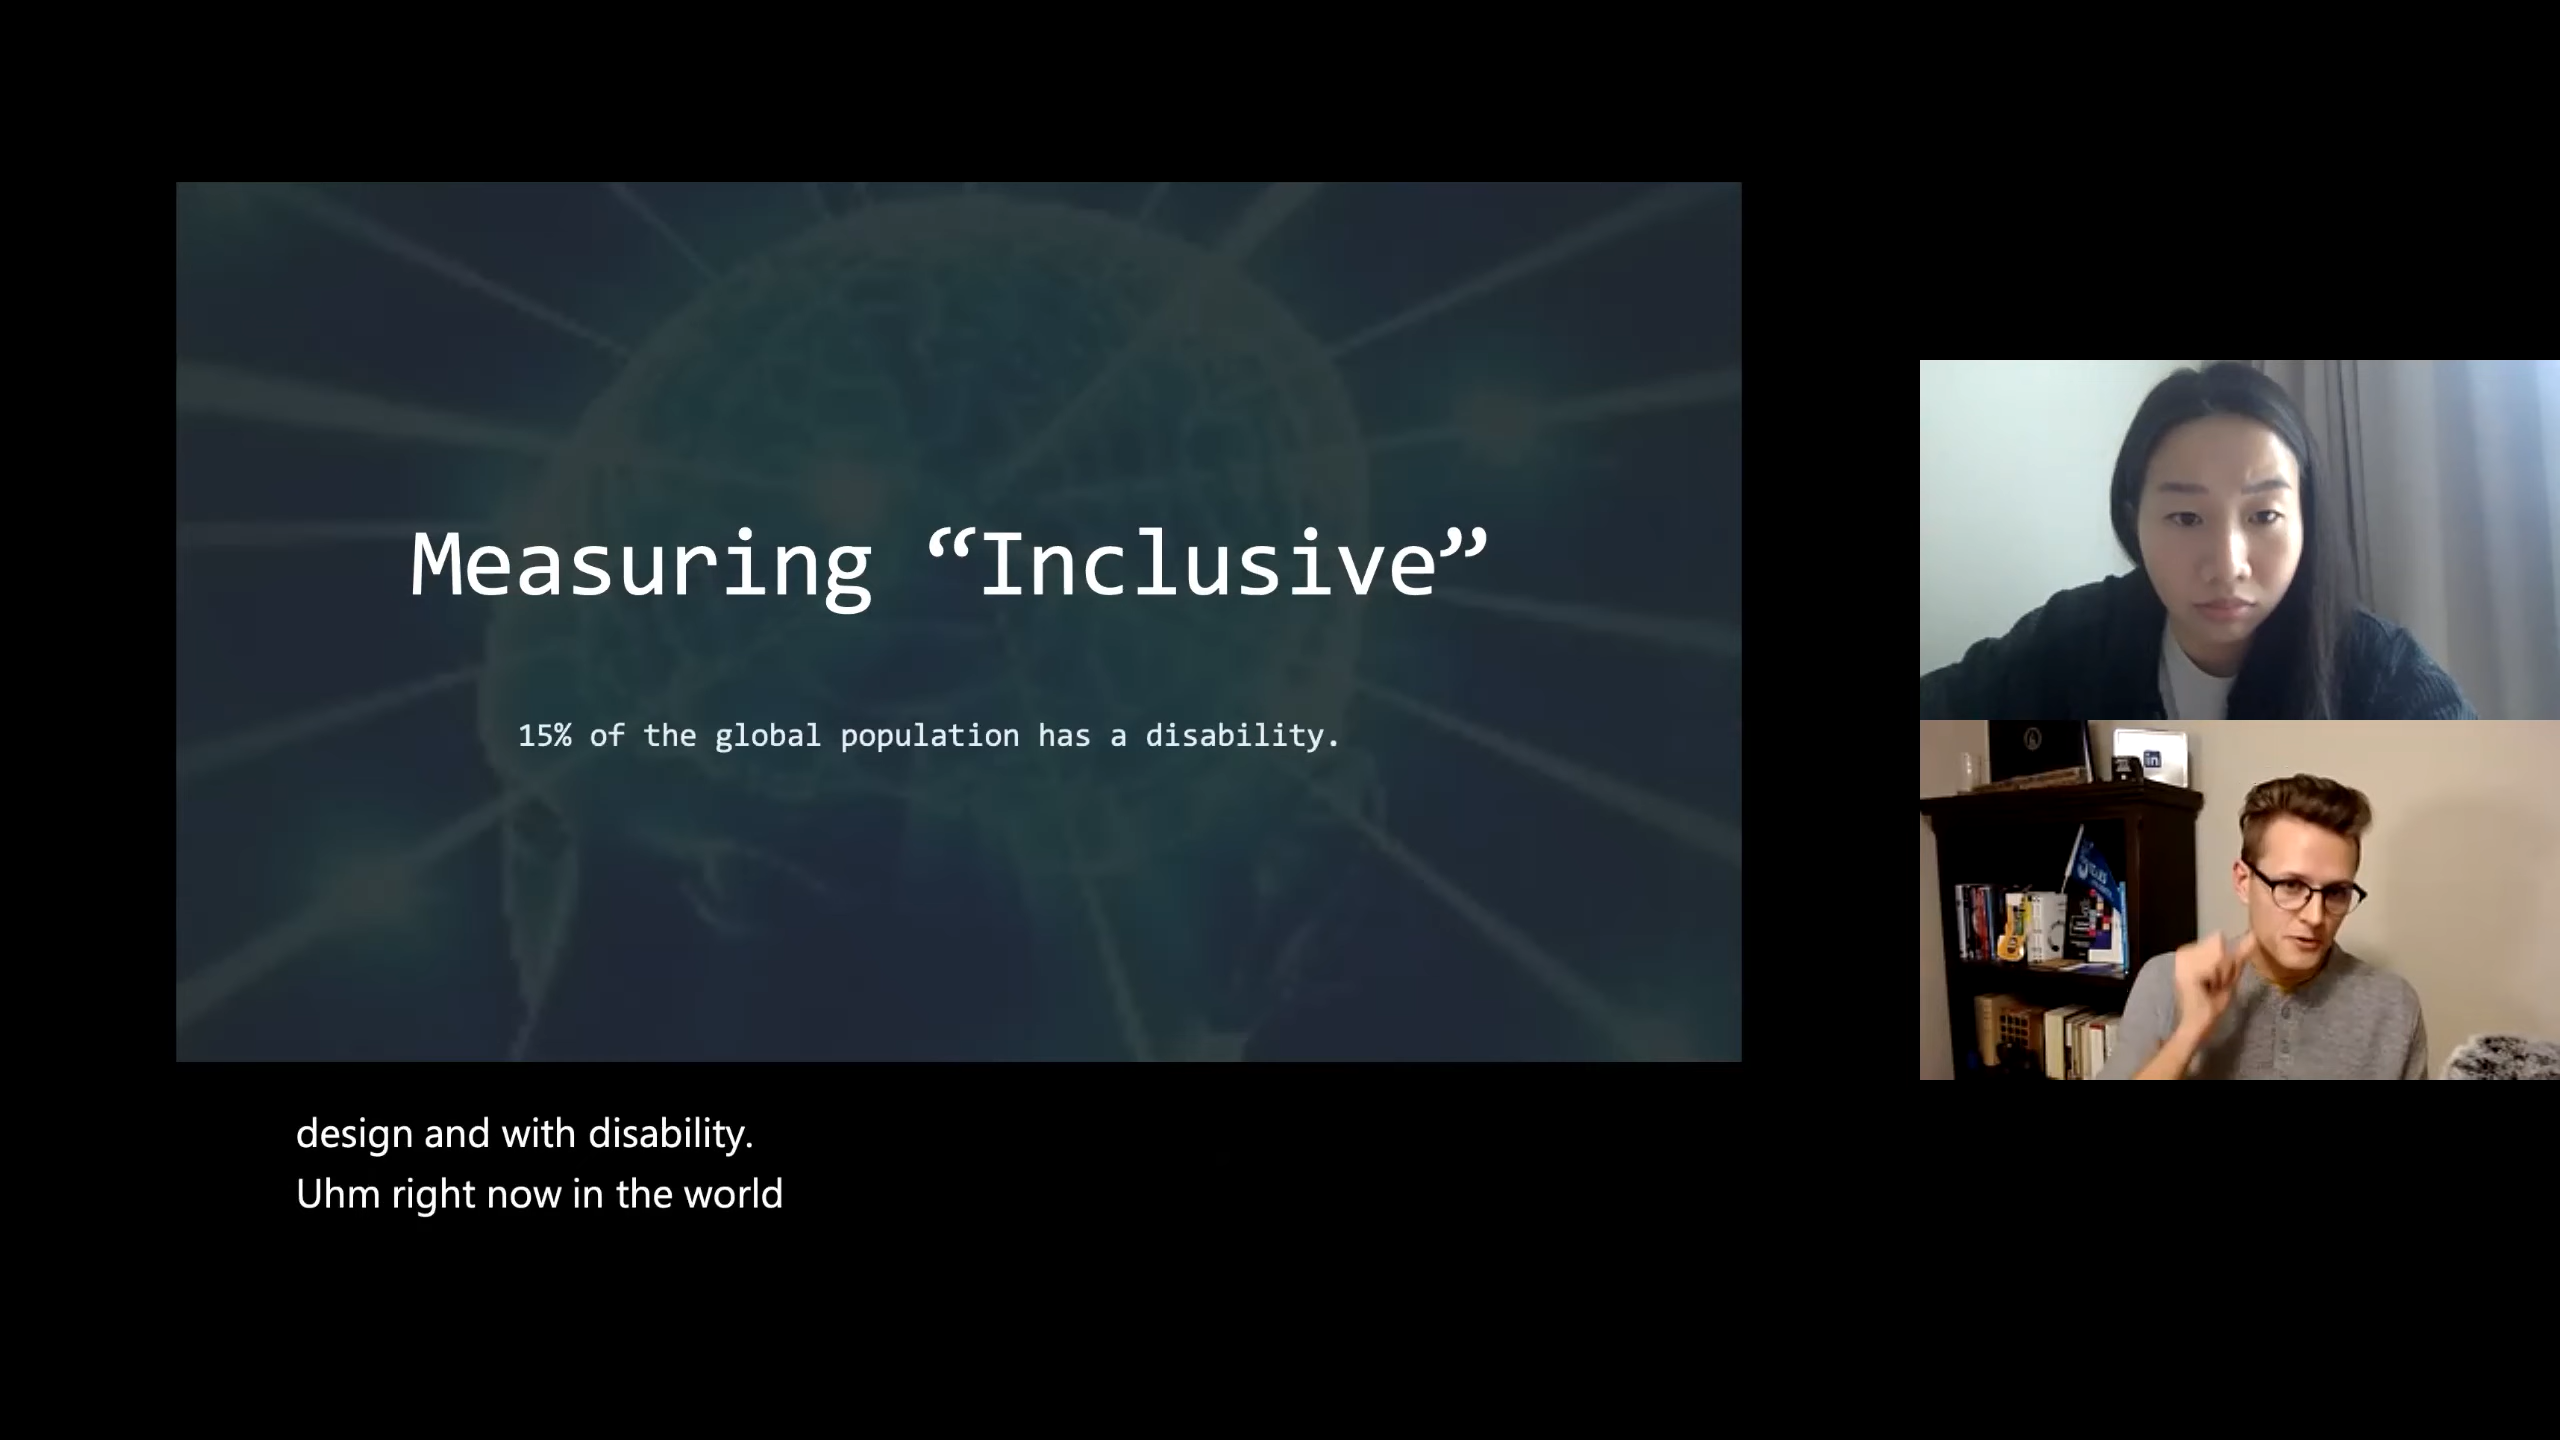 Measuring “Inclusive”
15% of the global population has a disability.
design and with disability.
Uhm right now in the world
in